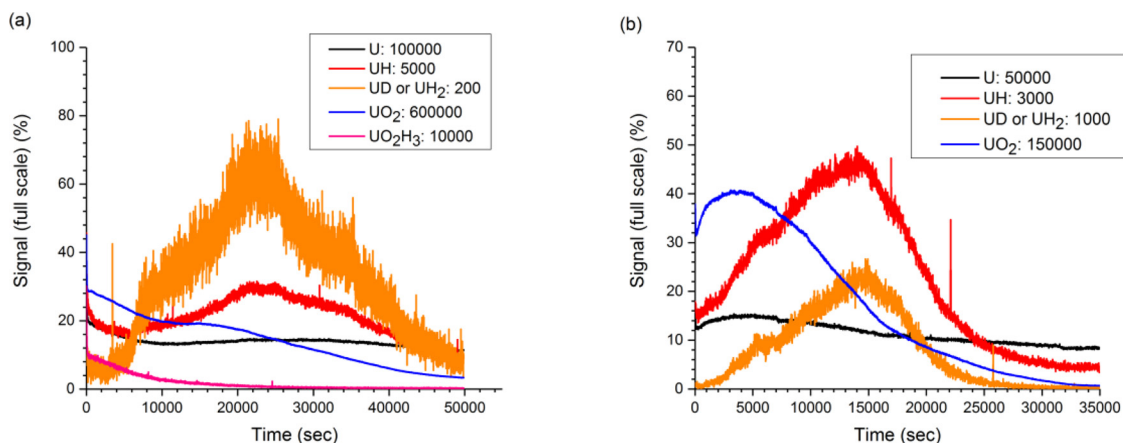 (a)
U: 100000
UH: 5000
UD or UH₂: 200
UO₂: 600000
UO₂H₃: 10000
Signal (full scale) (%)
100
80
60
40
20
0
0 10000 20000 30000 40000 50000
Time (sec)
(b)
U: 50000
UH: 3000
UD or UH₂: 1000
UO₂: 150000
Signal (full scale) (%)
70
60
50
40
30
20
10
0
0 5000 10000 15000 20000 25000 30000 35000
Time (sec)